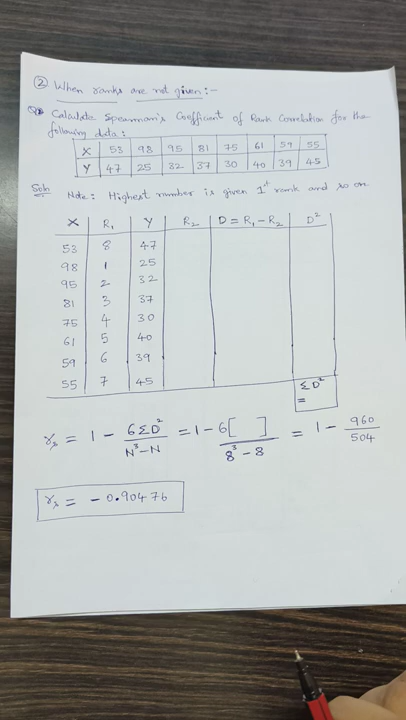 ② When ranks are not given :-
Q. Calculate Spearman's Coefficient of Rank Correlation for the
following data :
X 53 98 95 81 75 61 59 55
Y 47 25 32 37 30 40 39 45
Soln Note : Highest number is given 1st rank and so on
X R₁ Y R₂ D = R₁ - R₂ D²
53 8 47
98 1 25
95 2 32
81 3 37
75 4 30
61 5 40
59 6 39
55 7 45
ΣD²
=
r_s = 1 - 6ΣD² / N³-N = 1 - 6[ ] / 8³-8 = 1 - 960 / 504
r_s = - 0.90476